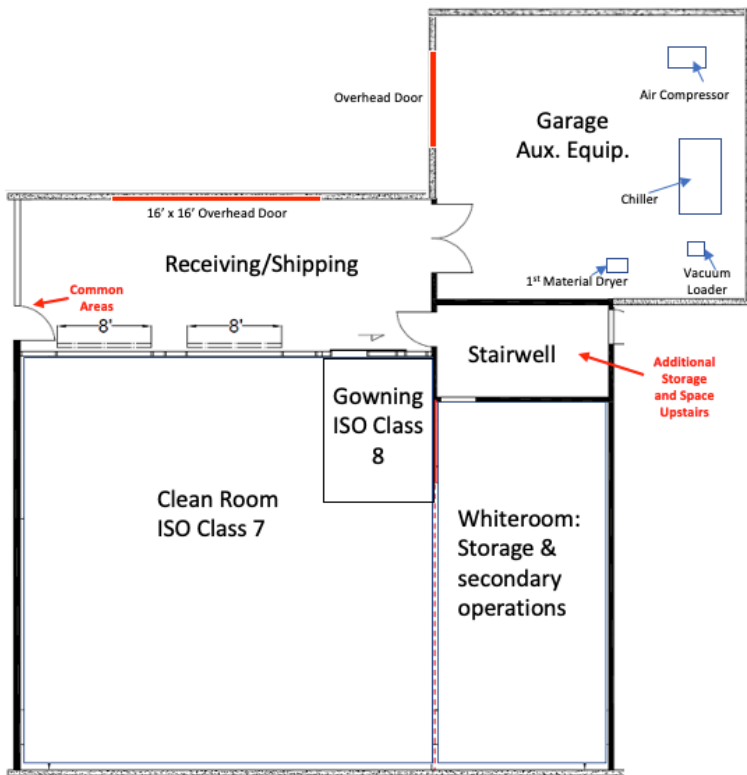 Overhead Door
Air Compressor
Garage
Aux. Equip.
Chiller
16’ x 16’ Overhead Door
Receiving/Shipping
1st Material Dryer
Vacuum
Loader
Common
Areas
8'
8'
Stairwell
Additional
Storage
and Space
Upstairs
Gowning
ISO Class
8
Clean Room
ISO Class 7
Whiteroom:
Storage &
secondary
operations